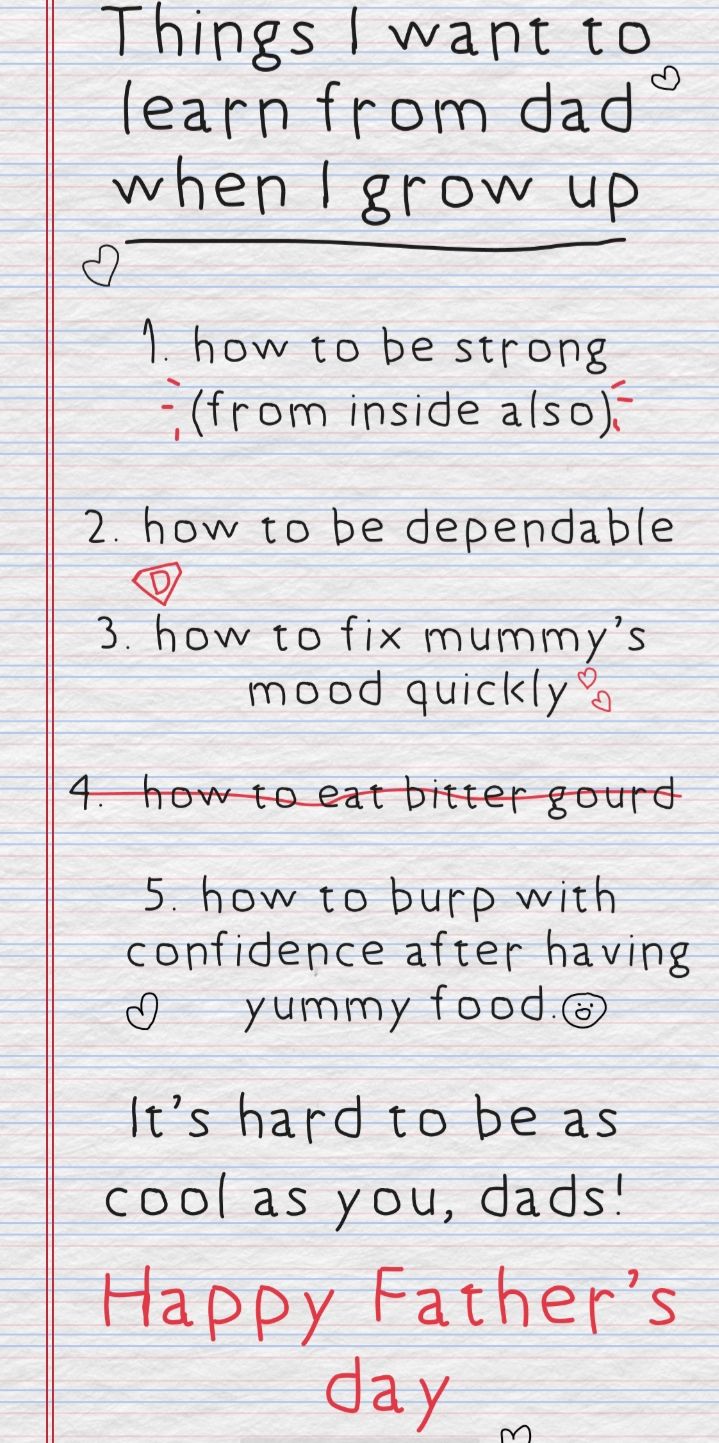 Things I want to
learn from dad
when I grow up
1. how to be strong
(from inside also)
2. how to be dependable
D
3. how to fix mummy's
mood quickly
4. how to eat bitter gourd
5. how to burp with
confidence after having
yummy food.
It's hard to be as
cool as you, dads!
Happy Father's
day